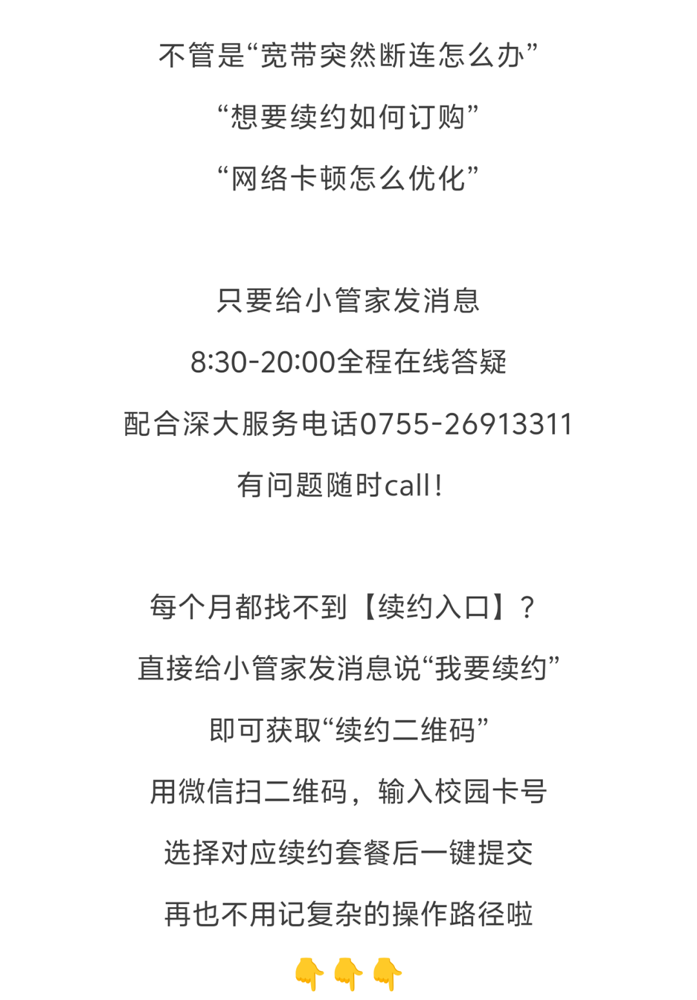 不管是“宽带突然断连怎么办”
“想要续约如何订购”
“网络卡顿怎么优化”
只要给小管家发消息
8:30-20:00全程在线答疑
配合深大服务电话0755-26913311
有问题随时call！
每个月都找不到【续约入口】？
直接给小管家发消息说“我要续约”
即可获取“续约二维码”
用微信扫二维码，输入校园卡号
选择对应续约套餐后一键提交
再也不用记复杂的操作路径啦
👇👇👇